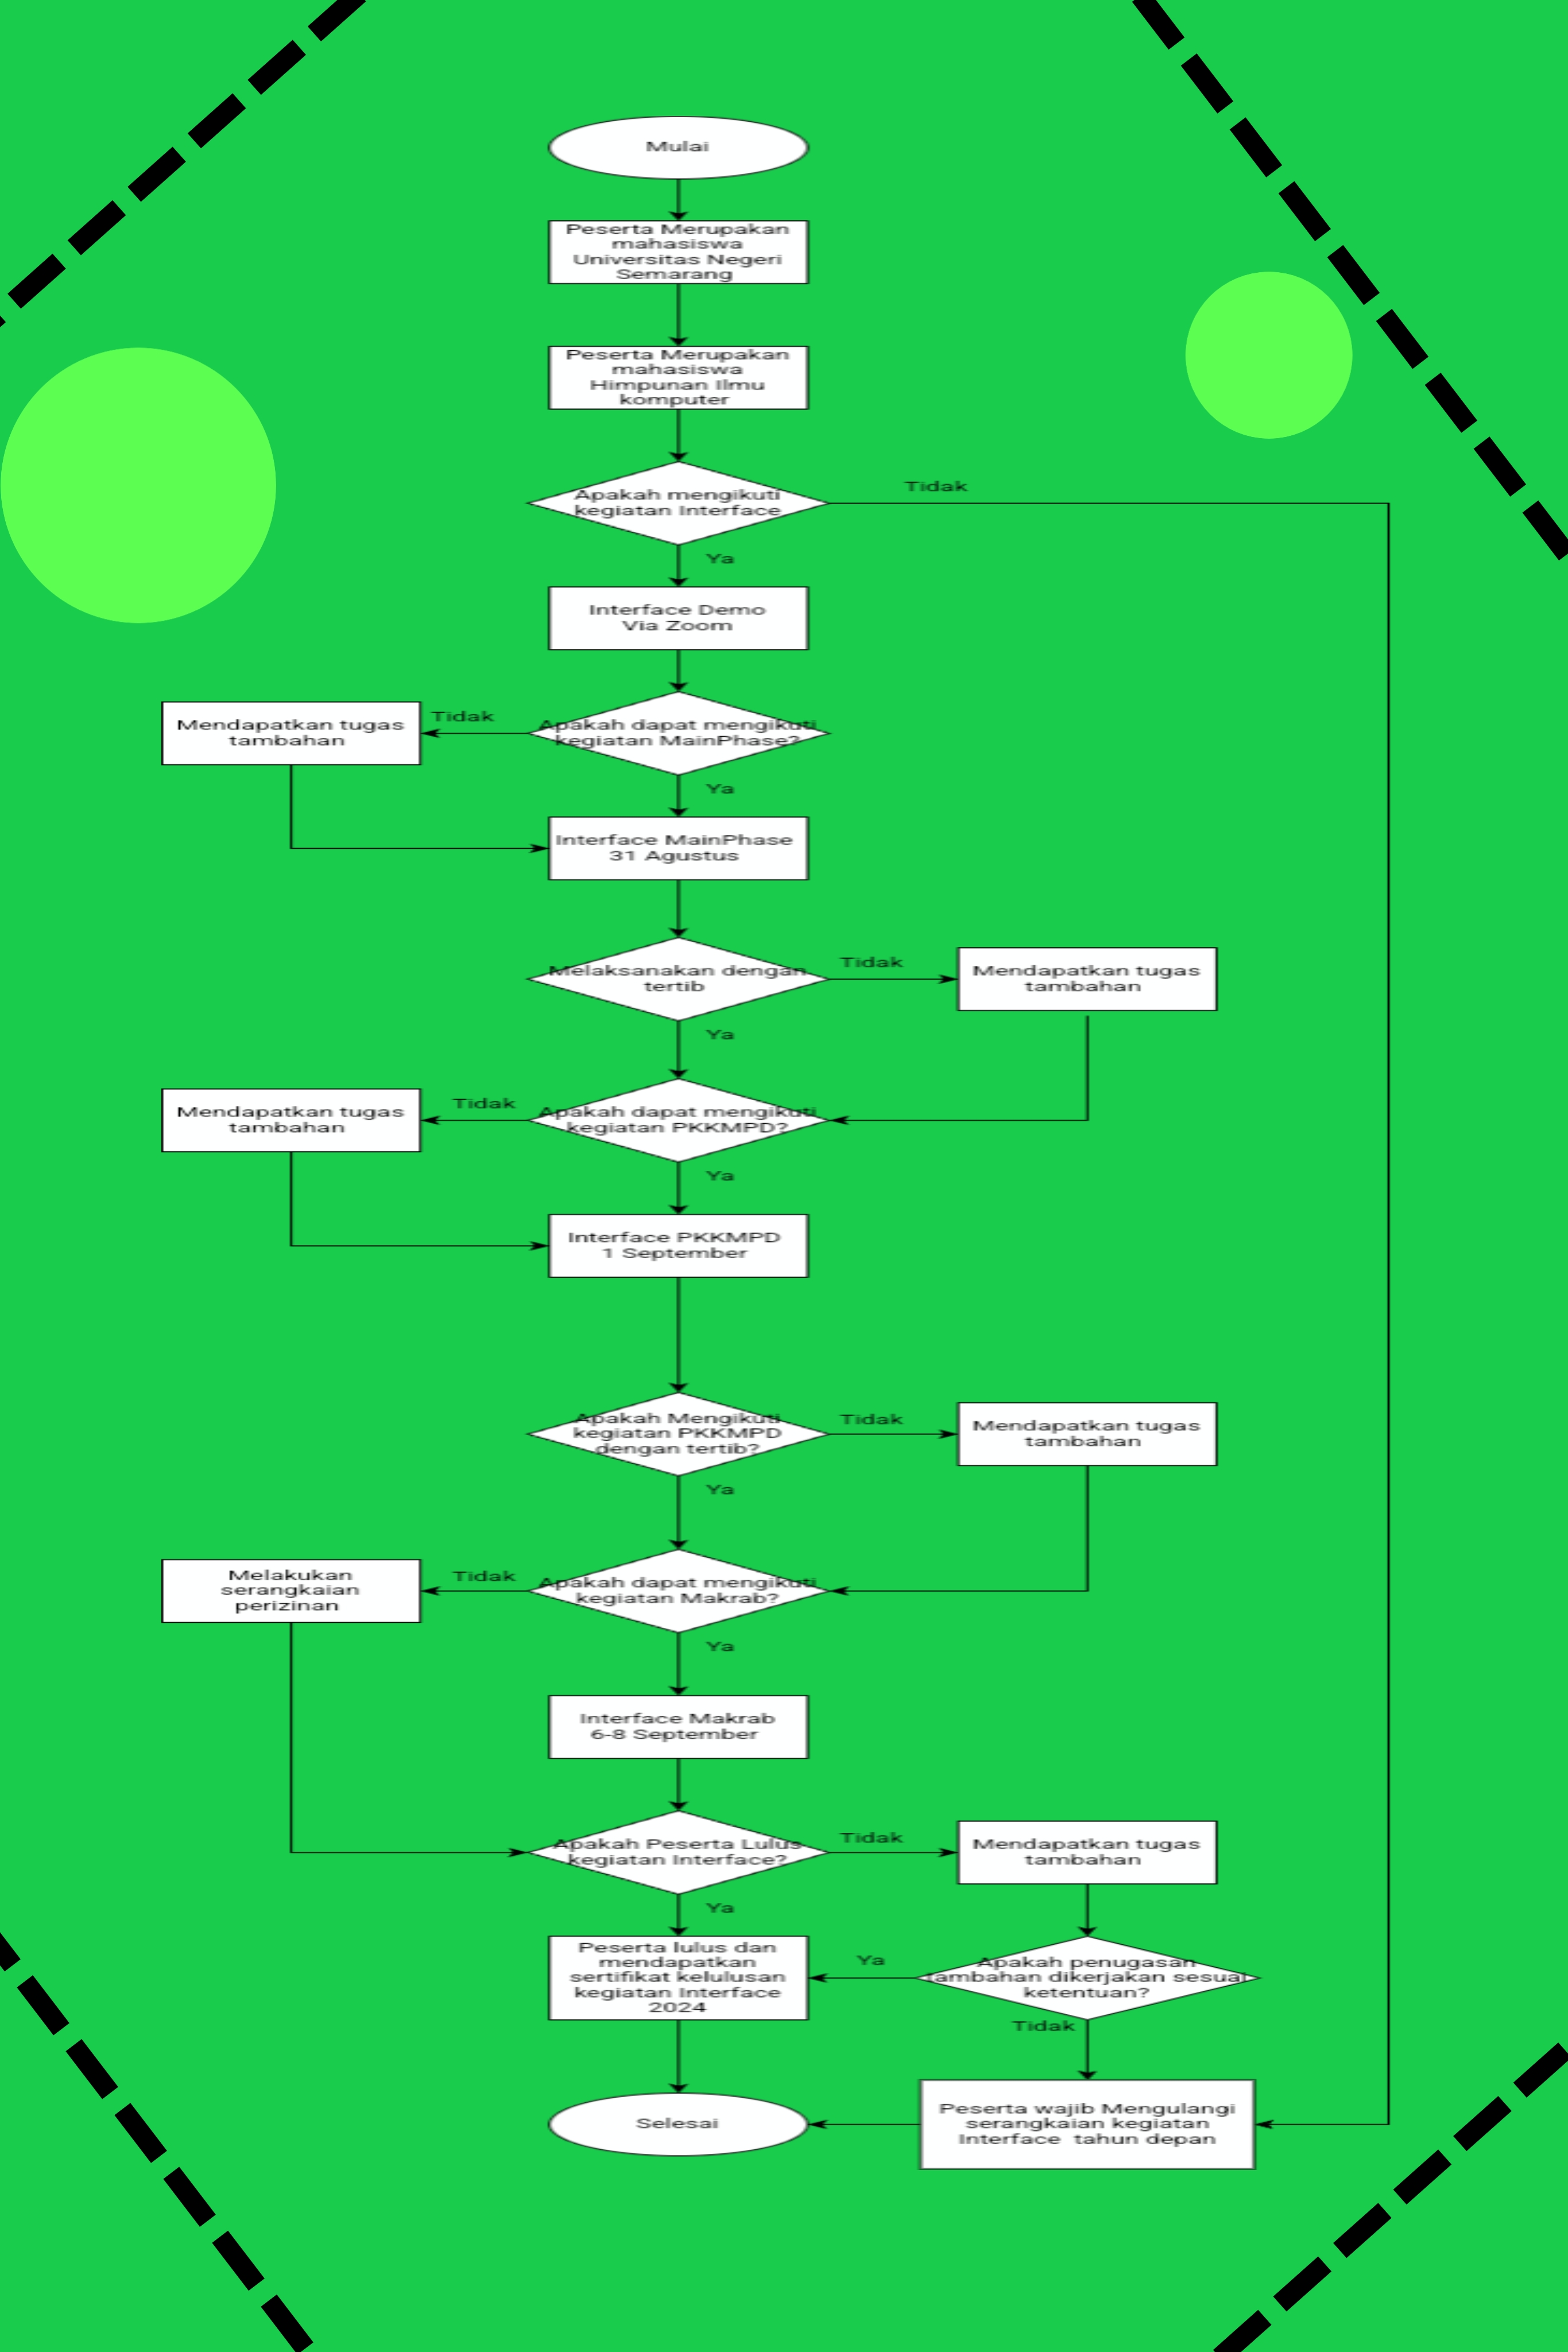 Mulai
Peserta Merupakan
mahasiswa
Universitas Negeri
Semarang
Peserta Merupakan
mahasiswa
Himpunan Ilmu
komputer
Apakah mengikuti
kegiatan Interface
Tidak
Ya
Interface Demo
Via Zoom
Apakah dapat mengikuti
kegiatan MainPhase?
Tidak
Mendapatkan tugas
tambahan
Ya
Interface MainPhase
31 Agustus
Melaksanakan dengan
tertib
Tidak
Mendapatkan tugas
tambahan
Ya
Apakah dapat mengikuti
kegiatan PKKMPD?
Tidak
Mendapatkan tugas
tambahan
Ya
Interface PKKMPD
1 September
Apakah Mengikuti
kegiatan PKKMPD
dengan tertib?
Tidak
Mendapatkan tugas
tambahan
Ya
Apakah dapat mengikuti
kegiatan Makrab?
Tidak
Melakukan
serangkaian
perizinan
Ya
Interface Makrab
6-8 September
Apakah Peserta Lulus
kegiatan Interface?
Tidak
Mendapatkan tugas
tambahan
Ya
Peserta lulus dan
mendapatkan
sertifikat kelulusan
kegiatan Interface
2024
Ya
Apakah penugasan
tambahan dikerjakan sesuai
ketentuan?
Tidak
Peserta wajib Mengulangi
serangkaian kegiatan
Interface tahun depan
Selesai